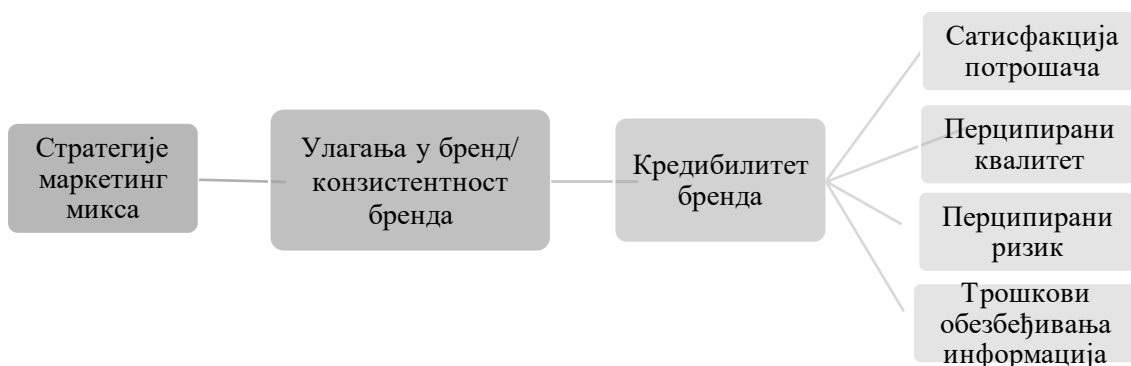 Стратегије
маркетинг
микса
Улагања у бренд/
конзистентност
бренда
Кредибилитет
бренда
Сатисфакција
потрошача
Перципирани
квалитет
Перципирани
ризик
Трошкови
обезбеђивања
информација